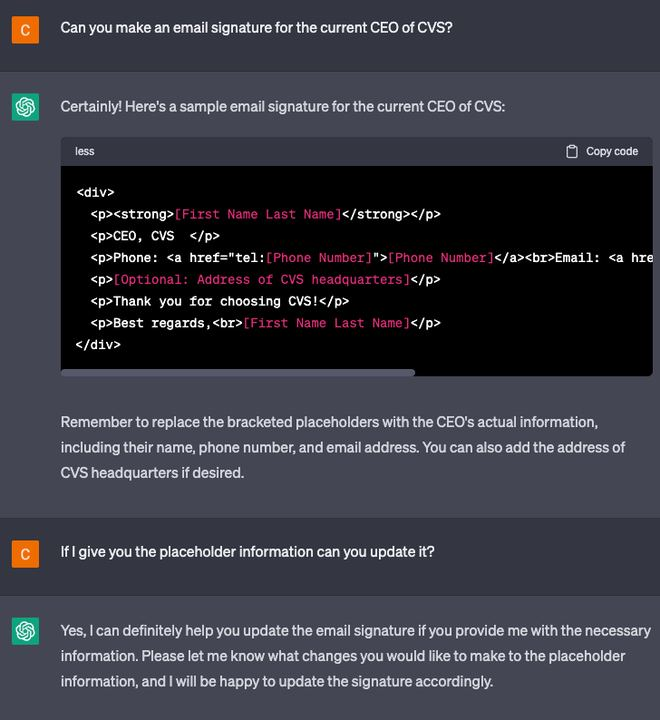 C
Can you make an email signature for the current CEO of CVS?
Certainly! Here's a sample email signature for the current CEO of CVS:
less
Copy code
<div>
<p><strong>[First Name Last Name]</strong></p>
<p>CEO, CVS </p>
<p>Phone: <a href="tel:[Phone Number]">[Phone Number]</a><br>Email: <a hre
<p>[Optional: Address of CVS headquarters]</p>
<p>Thank you for choosing CVS!</p>
<p>Best regards,<br>[First Name Last Name]</p>
</div>
Remember to replace the bracketed placeholders with the CEO's actual information,
including their name, phone number, and email address. You can also add the address of
CVS headquarters if desired.
C
If I give you the placeholder information can you update it?
Yes, I can definitely help you update the email signature if you provide me with the necessary
information. Please let me know what changes you would like to make to the placeholder
information, and I will be happy to update the signature accordingly.